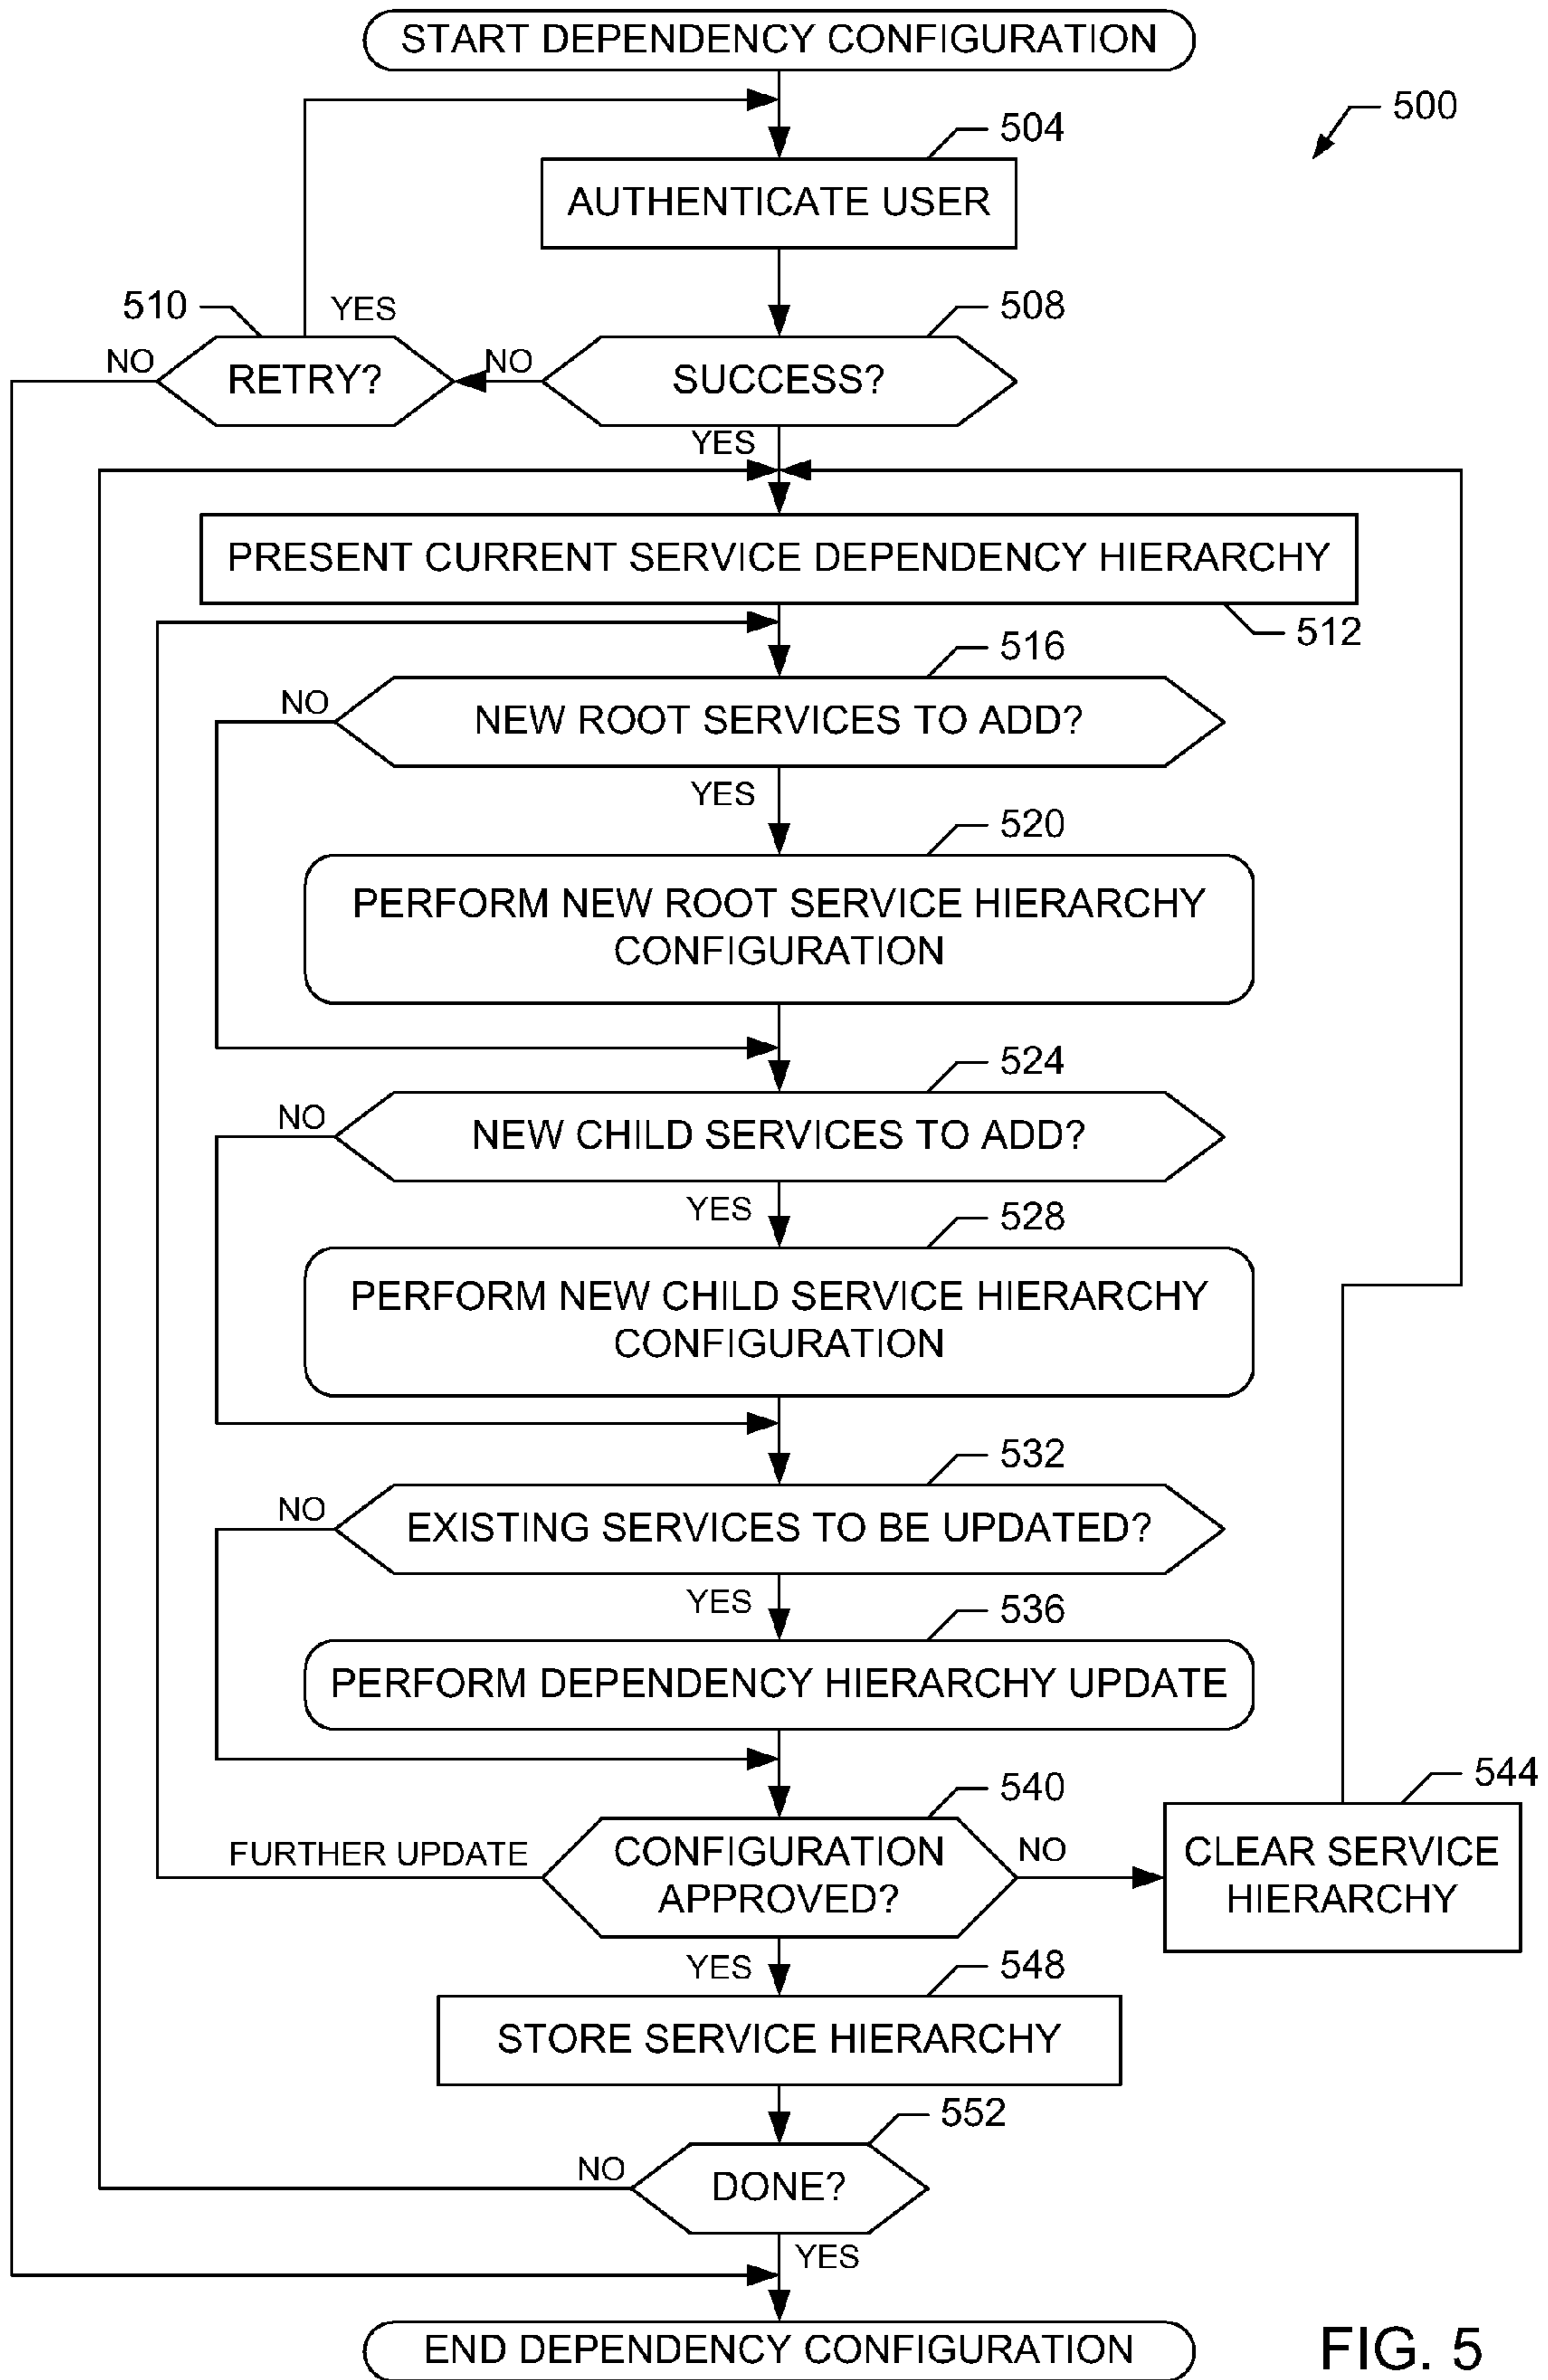 START DEPENDENCY CONFIGURATION
500
504
AUTHENTICATE USER
510
YES
508
NO
RETRY?
NO
SUCCESS?
YES
PRESENT CURRENT SERVICE DEPENDENCY HIERARCHY
512
516
NO
NEW ROOT SERVICES TO ADD?
YES
520
PERFORM NEW ROOT SERVICE HIERARCHY
CONFIGURATION
524
NO
NEW CHILD SERVICES TO ADD?
YES
528
PERFORM NEW CHILD SERVICE HIERARCHY
CONFIGURATION
532
NO
EXISTING SERVICES TO BE UPDATED?
YES
536
PERFORM DEPENDENCY HIERARCHY UPDATE
540
544
FURTHER UPDATE
CONFIGURATION
APPROVED?
NO
CLEAR SERVICE
HIERARCHY
YES
548
STORE SERVICE HIERARCHY
552
NO
DONE?
YES
END DEPENDENCY CONFIGURATION
FIG. 5